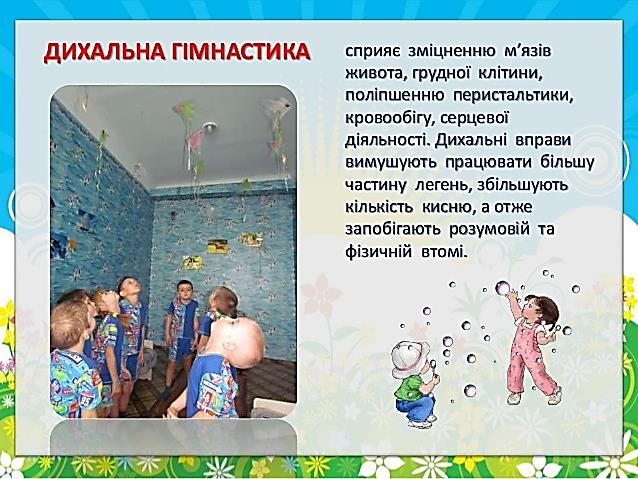 ДИХАЛЬНА ГІМНАСТИКА
сприяє зміцненню м’язів
живота, грудної клітини,
поліпшенню перистальтики,
кровообігу, серцевої
діяльності. Дихальні вправи
вимушують працювати більшу
частину легень, збільшують
кількість кисню, а отже
запобігають розумовій та
фізичній втомі.